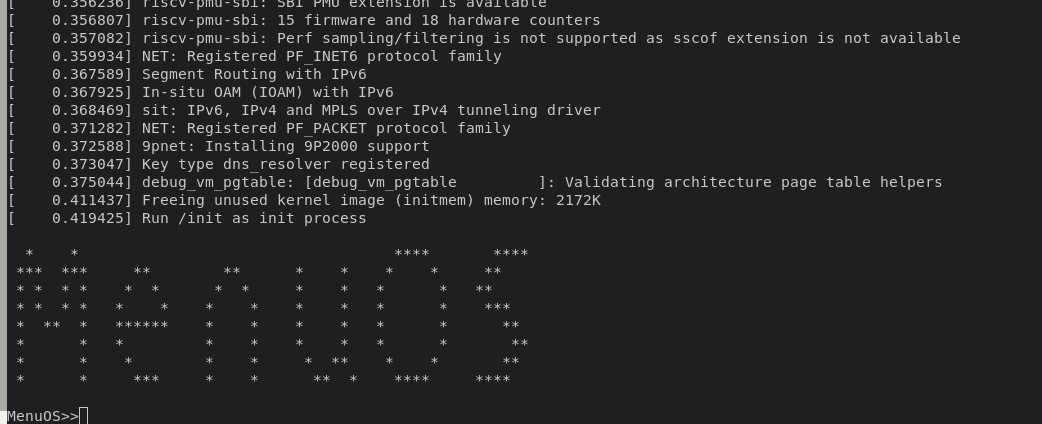 [    0.356236] riscv-pmu-sbi: SBI PMU extension is available
[    0.356807] riscv-pmu-sbi: 15 firmware and 18 hardware counters
[    0.357082] riscv-pmu-sbi: Perf sampling/filtering is not supported as sscof extension is not available
[    0.359934] NET: Registered PF_INET6 protocol family
[    0.367589] Segment Routing with IPv6
[    0.367925] In-situ OAM (IOAM) with IPv6
[    0.368469] sit: IPv6, IPv4 and MPLS over IPv4 tunneling driver
[    0.371282] NET: Registered PF_PACKET protocol family
[    0.372588] 9pnet: Installing 9P2000 support
[    0.373047] Key type dns_resolver registered
[    0.375044] debug_vm_pgtable: [debug_vm_pgtable         ]: Validating architecture page table helpers
[    0.411437] Freeing unused kernel image (initmem) memory: 2172K
[    0.419425] Run /init as init process
MenuOS
MenuOS>>